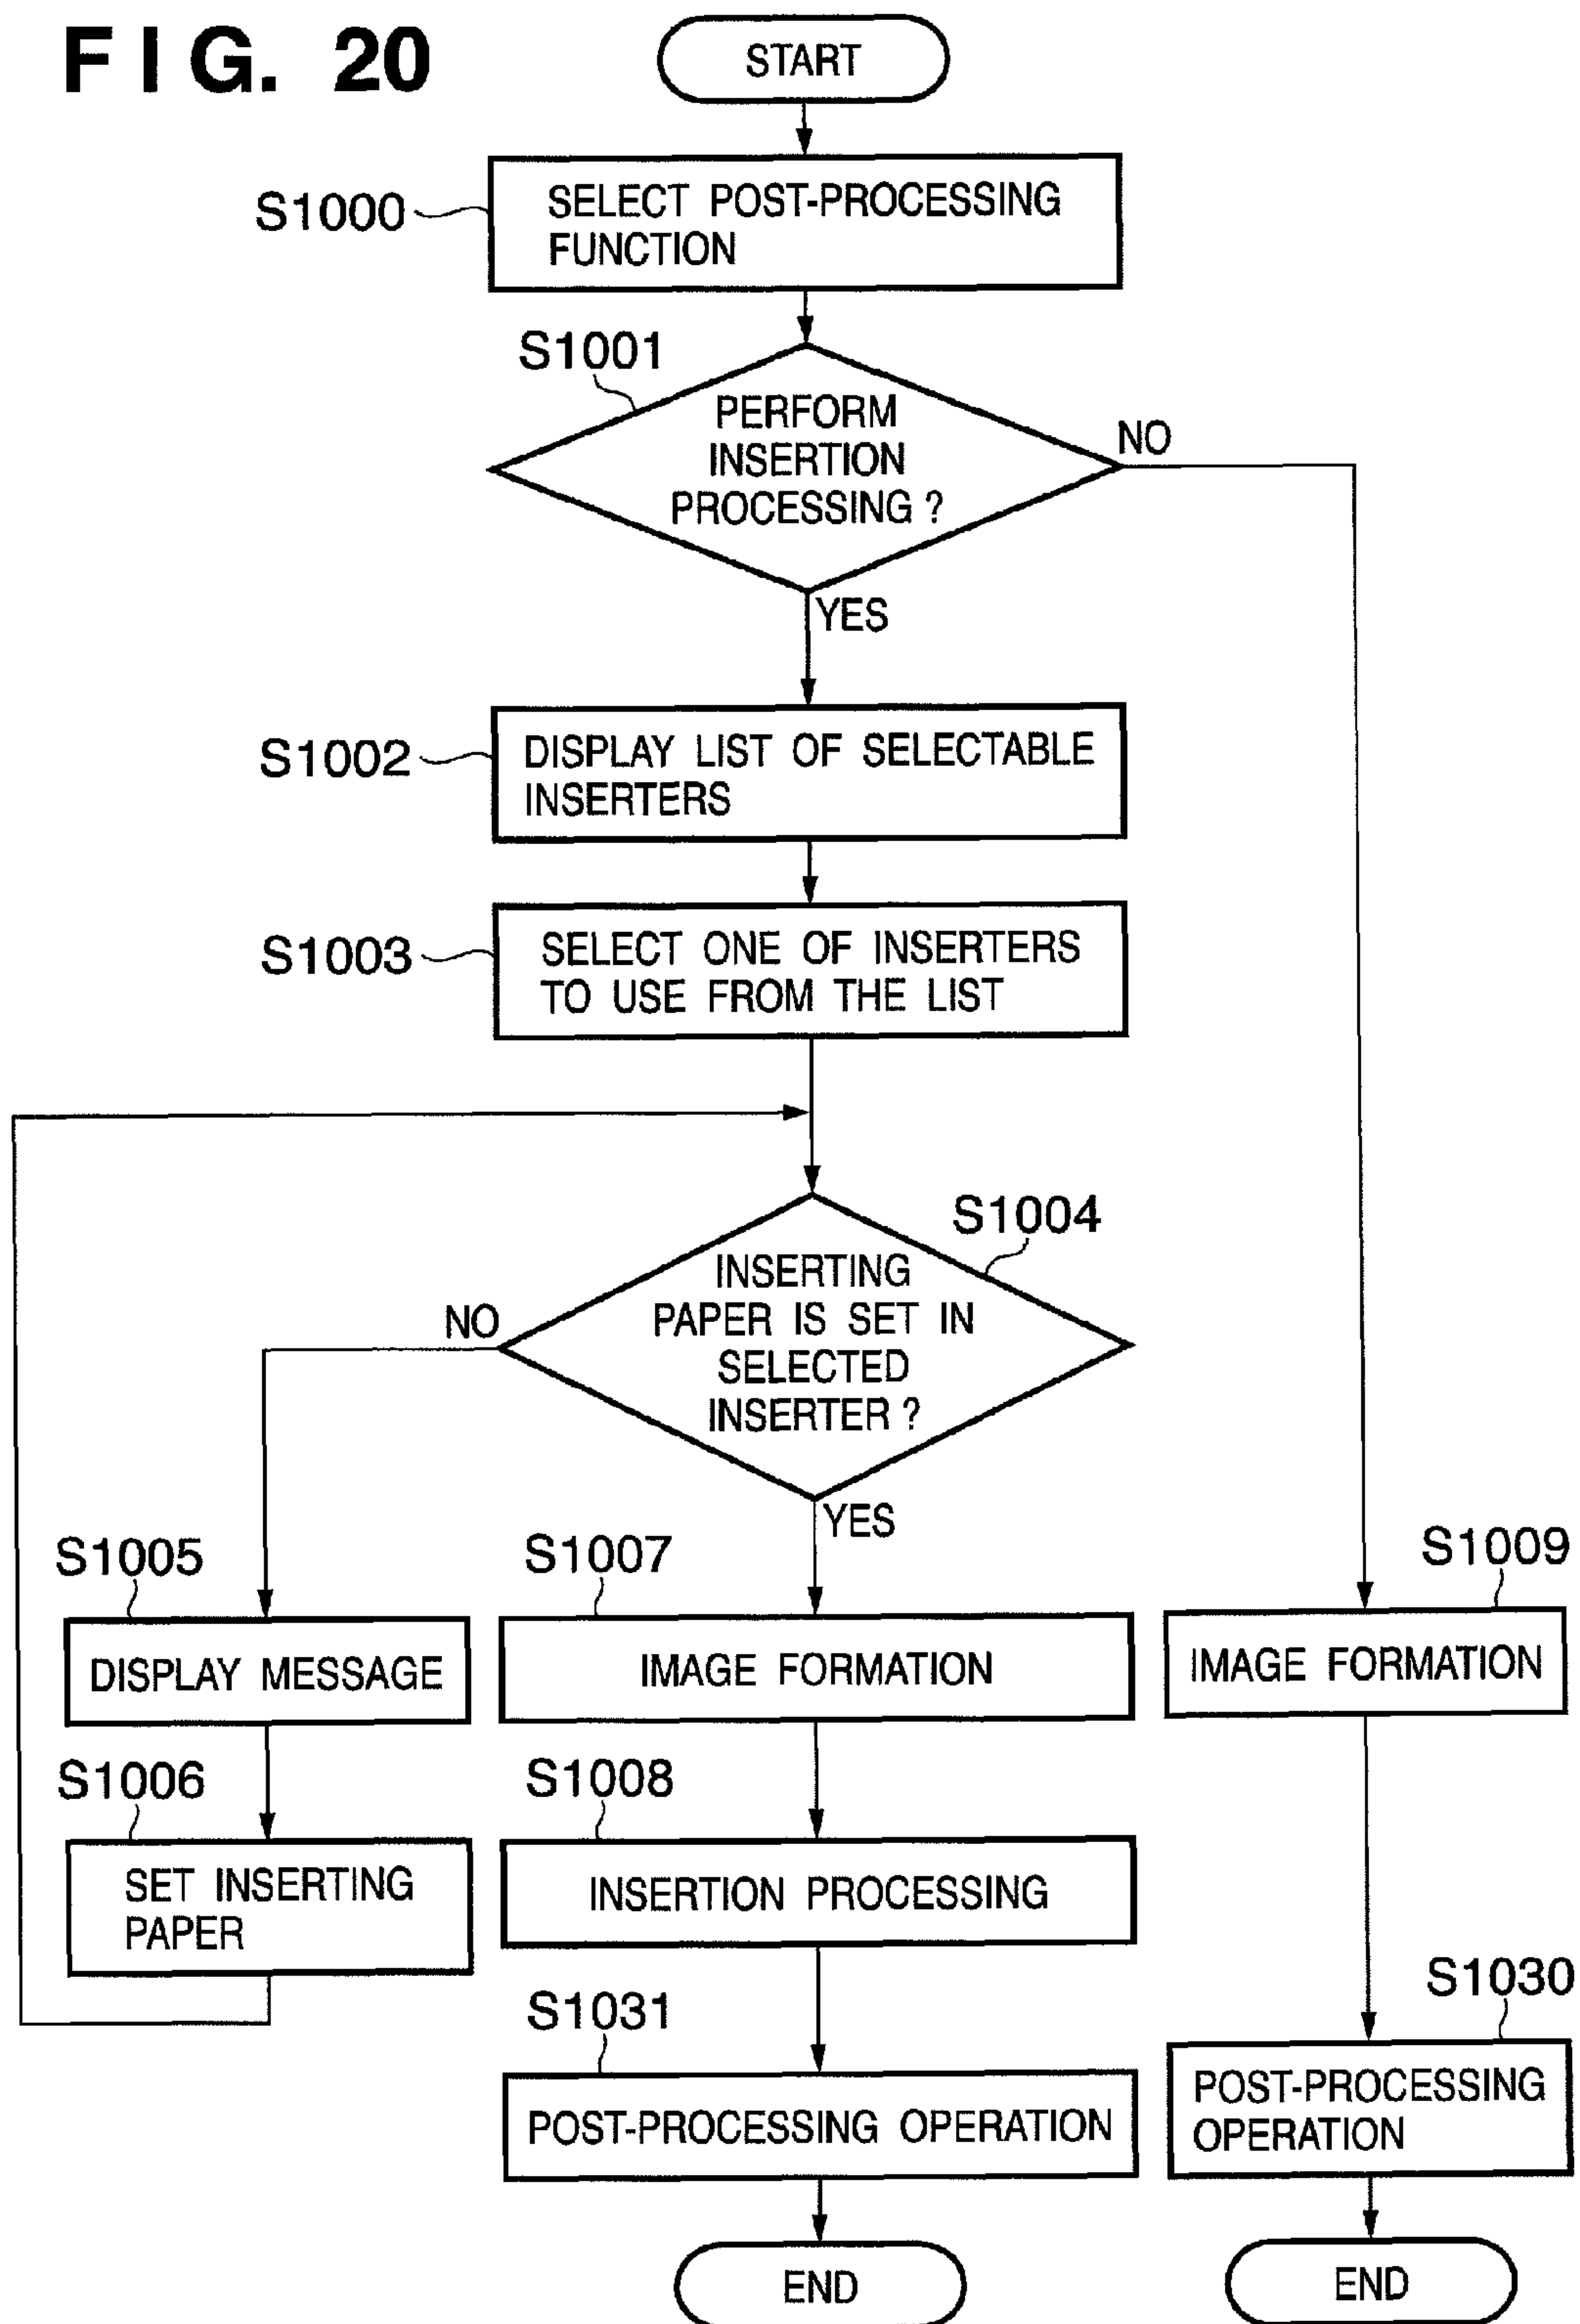 FIG. 20
START
S1000
SELECT POST-PROCESSING
FUNCTION
S1001
PERFORM
INSERTION
PROCESSING ?
NO
YES
S1002
DISPLAY LIST OF SELECTABLE
INSERTERS
S1003
SELECT ONE OF INSERTERS
TO USE FROM THE LIST
S1004
INSERTING
PAPER IS SET IN
SELECTED
INSERTER ?
NO
YES
S1005
DISPLAY MESSAGE
S1006
SET INSERTING
PAPER
S1007
IMAGE FORMATION
S1008
INSERTION PROCESSING
S1031
POST-PROCESSING OPERATION
END
S1009
IMAGE FORMATION
S1030
POST-PROCESSING
OPERATION
END